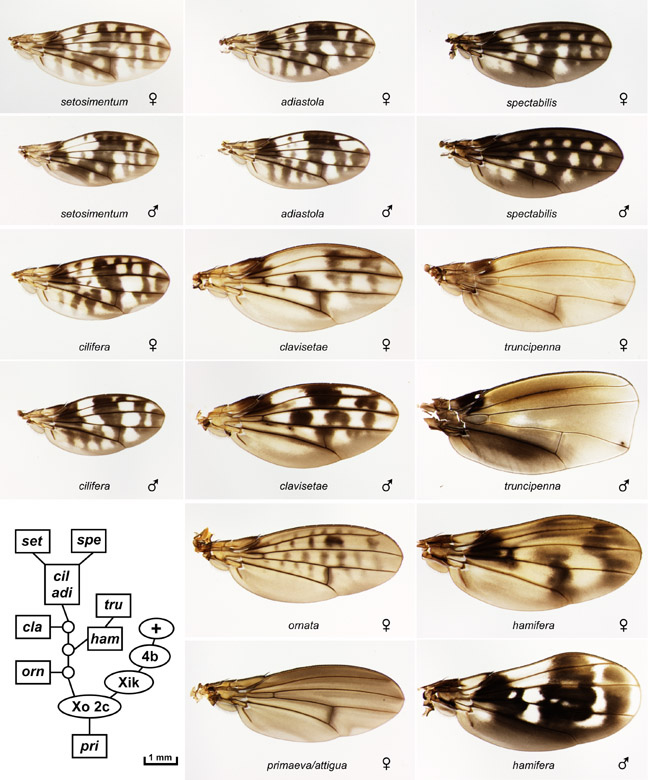 setosimentum ♀
adiastola ♀
spectabilis ♀
setosimentum ♂
adiastola ♂
spectabilis ♂
cilifera ♀
clavisetae ♀
truncipenna ♀
cilifera ♂
clavisetae ♂
truncipenna ♂
set
spe
cil
adi
tru
cla
ham
+
4b
orn
Xik
Xo 2c
pri
1 mm
ornata ♀
hamifera ♀
primaeva/attigua ♀
hamifera ♂